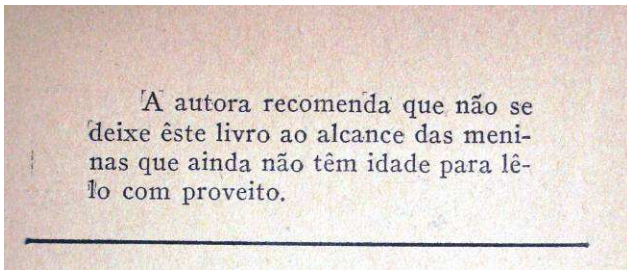 A autora recomenda que não se
deixe êste livro ao alcance das meni-
nas que ainda não têm idade para lê-
lo com proveito.